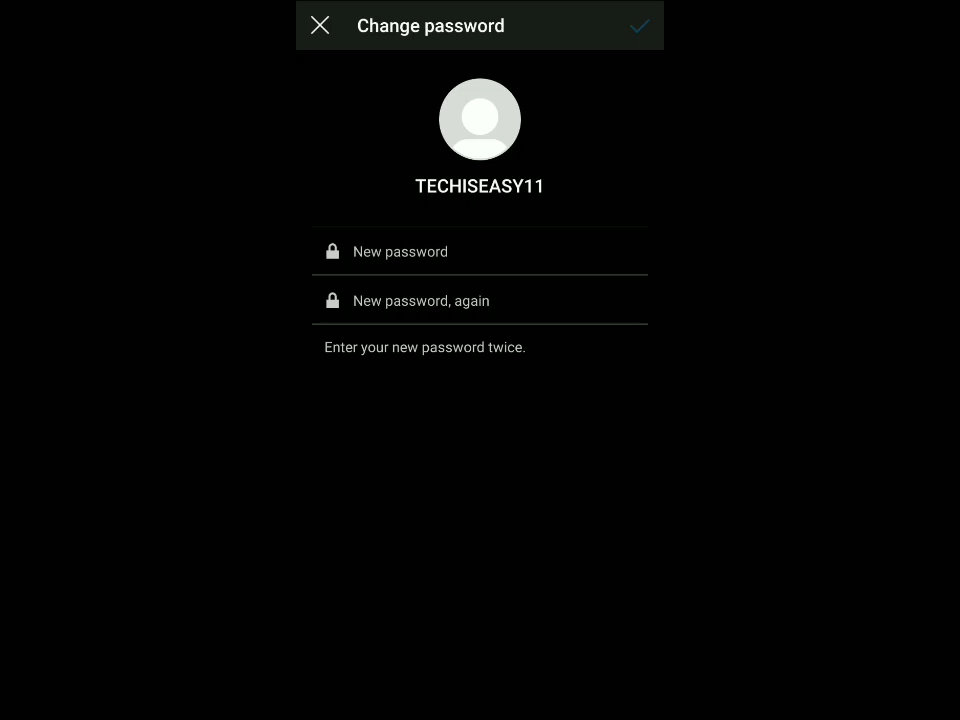 Change password
TECHISEASY11
New password
New password, again
Enter your new password twice.